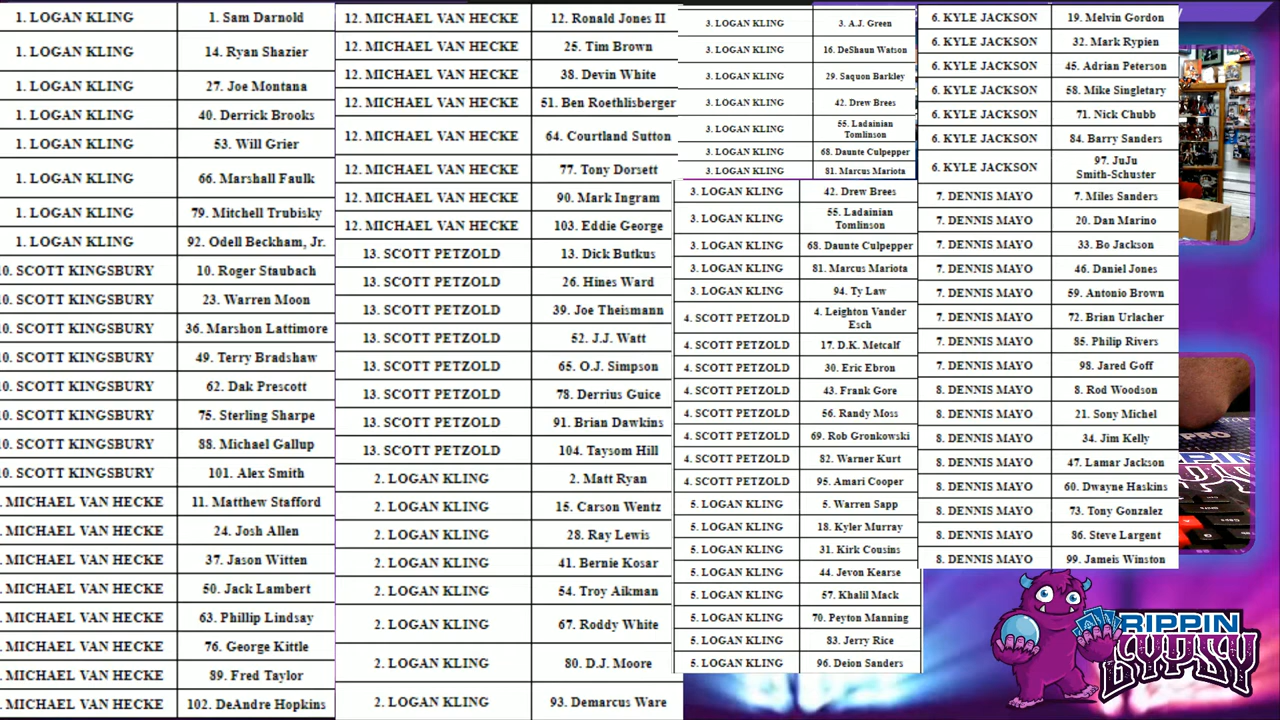 1. LOGAN KLING 1. Sam Darnold
1. LOGAN KLING 14. Ryan Shazier
1. LOGAN KLING 27. Joe Montana
1. LOGAN KLING 40. Derrick Brooks
1. LOGAN KLING 53. Will Grier
1. LOGAN KLING 66. Marshall Faulk
1. LOGAN KLING 79. Mitchell Trubisky
1. LOGAN KLING 92. Odell Beckham, Jr.
0. SCOTT KINGSBURY 10. Roger Staubach
0. SCOTT KINGSBURY 23. Warren Moon
0. SCOTT KINGSBURY 36. Marshon Lattimore
0. SCOTT KINGSBURY 49. Terry Bradshaw
0. SCOTT KINGSBURY 62. Dak Prescott
0. SCOTT KINGSBURY 75. Sterling Sharpe
0. SCOTT KINGSBURY 88. Michael Gallup
0. SCOTT KINGSBURY 101. Alex Smith
. MICHAEL VAN HECKE 11. Matthew Stafford
. MICHAEL VAN HECKE 24. Josh Allen
. MICHAEL VAN HECKE 37. Jason Witten
. MICHAEL VAN HECKE 50. Jack Lambert
. MICHAEL VAN HECKE 63. Phillip Lindsay
. MICHAEL VAN HECKE 76. George Kittle
. MICHAEL VAN HECKE 89. Fred Taylor
. MICHAEL VAN HECKE 102. DeAndre Hopkins
12. MICHAEL VAN HECKE 12. Ronald Jones II
12. MICHAEL VAN HECKE 25. Tim Brown
12. MICHAEL VAN HECKE 38. Devin White
12. MICHAEL VAN HECKE 51. Ben Roethlisberger
12. MICHAEL VAN HECKE 64. Courtland Sutton
12. MICHAEL VAN HECKE 77. Tony Dorsett
12. MICHAEL VAN HECKE 90. Mark Ingram
12. MICHAEL VAN HECKE 103. Eddie George
13. SCOTT PETZOLD 13. Dick Butkus
13. SCOTT PETZOLD 26. Hines Ward
13. SCOTT PETZOLD 39. Joe Theismann
13. SCOTT PETZOLD 52. J.J. Watt
13. SCOTT PETZOLD 65. O.J. Simpson
13. SCOTT PETZOLD 78. Derrius Guice
13. SCOTT PETZOLD 91. Brian Dawkins
13. SCOTT PETZOLD 104. Taysom Hill
2. LOGAN KLING 2. Matt Ryan
2. LOGAN KLING 15. Carson Wentz
2. LOGAN KLING 28. Ray Lewis
2. LOGAN KLING 41. Bernie Kosar
2. LOGAN KLING 54. Troy Aikman
2. LOGAN KLING 67. Roddy White
2. LOGAN KLING 80. D.J. Moore
2. LOGAN KLING 93. Demarcus Ware
3. LOGAN KLING 3. A.J. Green
3. LOGAN KLING 16. DeShaun Watson
3. LOGAN KLING 29. Saquon Barkley
3. LOGAN KLING 42. Drew Brees
3. LOGAN KLING 55. Ladainian
Tomlinson
3. LOGAN KLING 68. Daunte Culpepper
3. LOGAN KLING 81. Marcus Mariota
3. LOGAN KLING 42. Drew Brees
3. LOGAN KLING 55. Ladainian
Tomlinson
3. LOGAN KLING 68. Daunte Culpepper
3. LOGAN KLING 81. Marcus Mariota
3. LOGAN KLING 94. Ty Law
4. SCOTT PETZOLD 4. Leighton Vander
Esch
4. SCOTT PETZOLD 17. D.K. Metcalf
4. SCOTT PETZOLD 30. Eric Ebron
4. SCOTT PETZOLD 43. Frank Gore
4. SCOTT PETZOLD 56. Randy Moss
4. SCOTT PETZOLD 69. Rob Gronkowski
4. SCOTT PETZOLD 82. Warner Kurt
4. SCOTT PETZOLD 95. Amari Cooper
5. LOGAN KLING 5. Warren Sapp
5. LOGAN KLING 18. Kyler Murray
5. LOGAN KLING 31. Kirk Cousins
5. LOGAN KLING 44. Jevon Kearse
5. LOGAN KLING 57. Khalil Mack
5. LOGAN KLING 70. Peyton Manning
5. LOGAN KLING 83. Jerry Rice
5. LOGAN KLING 96. Deion Sanders
6. KYLE JACKSON 19. Melvin Gordon
6. KYLE JACKSON 32. Mark Rypien
6. KYLE JACKSON 45. Adrian Peterson
6. KYLE JACKSON 58. Mike Singletary
6. KYLE JACKSON 71. Nick Chubb
6. KYLE JACKSON 84. Barry Sanders
6. KYLE JACKSON 97. JuJu
Smith-Schuster
7. DENNIS MAYO 7. Miles Sanders
7. DENNIS MAYO 20. Dan Marino
7. DENNIS MAYO 33. Bo Jackson
7. DENNIS MAYO 46. Daniel Jones
7. DENNIS MAYO 59. Antonio Brown
7. DENNIS MAYO 72. Brian Urlacher
7. DENNIS MAYO 85. Philip Rivers
7. DENNIS MAYO 98. Jared Goff
8. DENNIS MAYO 8. Rod Woodson
8. DENNIS MAYO 21. Sony Michel
8. DENNIS MAYO 34. Jim Kelly
8. DENNIS MAYO 47. Lamar Jackson
8. DENNIS MAYO 60. Dwayne Haskins
8. DENNIS MAYO 73. Tony Gonzalez
8. DENNIS MAYO 86. Steve Largent
8. DENNIS MAYO 99. Jameis Winston
RIPPIN
GYPSY